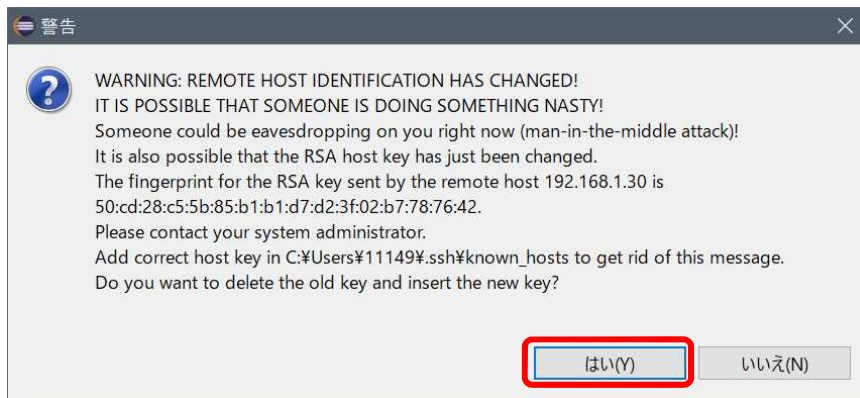 警告
WARNING: REMOTE HOST IDENTIFICATION HAS CHANGED!
IT IS POSSIBLE THAT SOMEONE IS DOING SOMETHING NASTY!
Someone could be eavesdropping on you right now (man-in-the-middle attack)!
It is also possible that the RSA host key has just been changed.
The fingerprint for the RSA key sent by the remote host 192.168.1.30 is
50:cd:28:c5:5b:85:b1:b1:d7:d2:3f:02:b7:78:76:42.
Please contact your system administrator.
Add correct host key in C:¥Users¥11149¥.ssh¥known_hosts to get rid of this message.
Do you want to delete the old key and insert the new key?
はい(Y) いいえ(N)